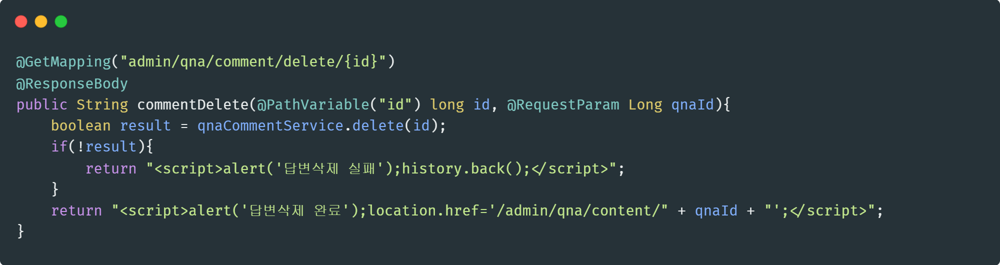 @GetMapping("admin/qna/comment/delete/{id}")
@ResponseBody
public String commentDelete(@PathVariable("id") long id, @RequestParam Long qnaId){
    boolean result = qnaCommentService.delete(id);
    if(!result){
        return "<script>alert('답변삭제 실패');history.back();</script>";
    }
    return "<script>alert('답변삭제 완료');location.href='/admin/qna/content/" + qnaId + "';</script>";
}